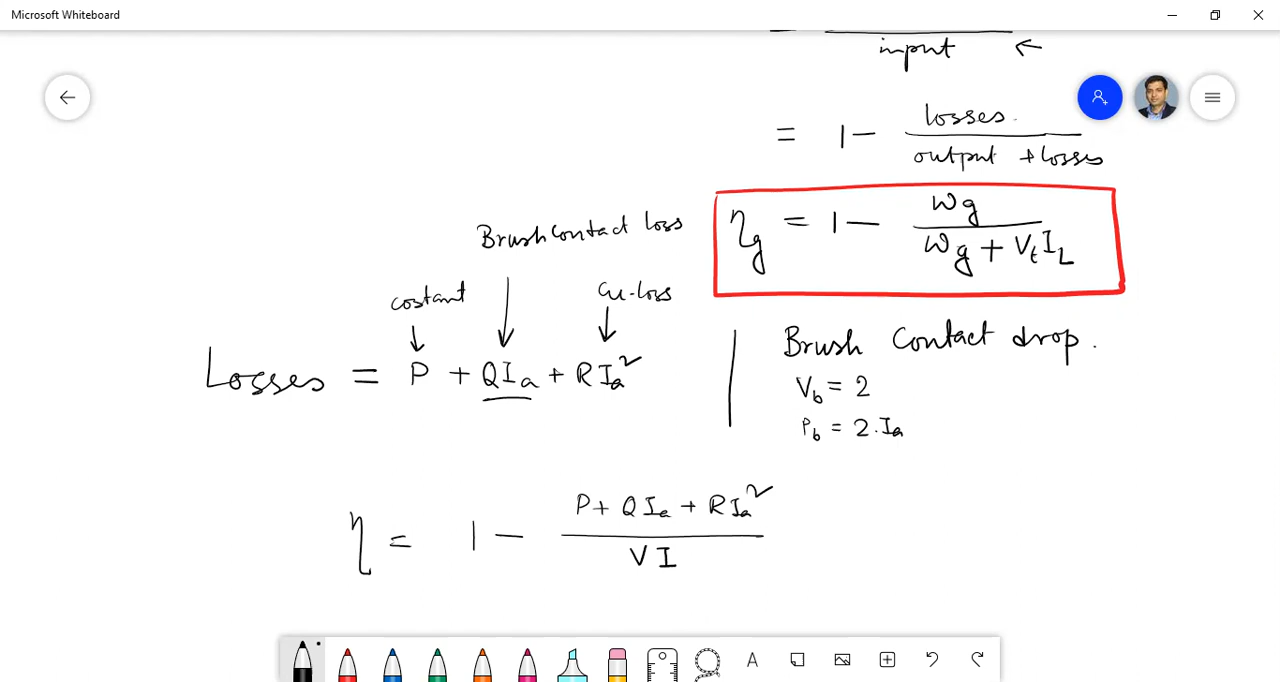 Microsoft Whiteboard
=
input ←
= 1 - losses.
output + losses
ηg = 1 - Wg
Wg + VtIL
Brush Contact loss
costant
Cu-loss
Losses = P + QIa + RIa²
Brush Contact drop.
Vb = 2
Pb = 2.Ia
η = 1 - P + QIa + RIa²
VI
A